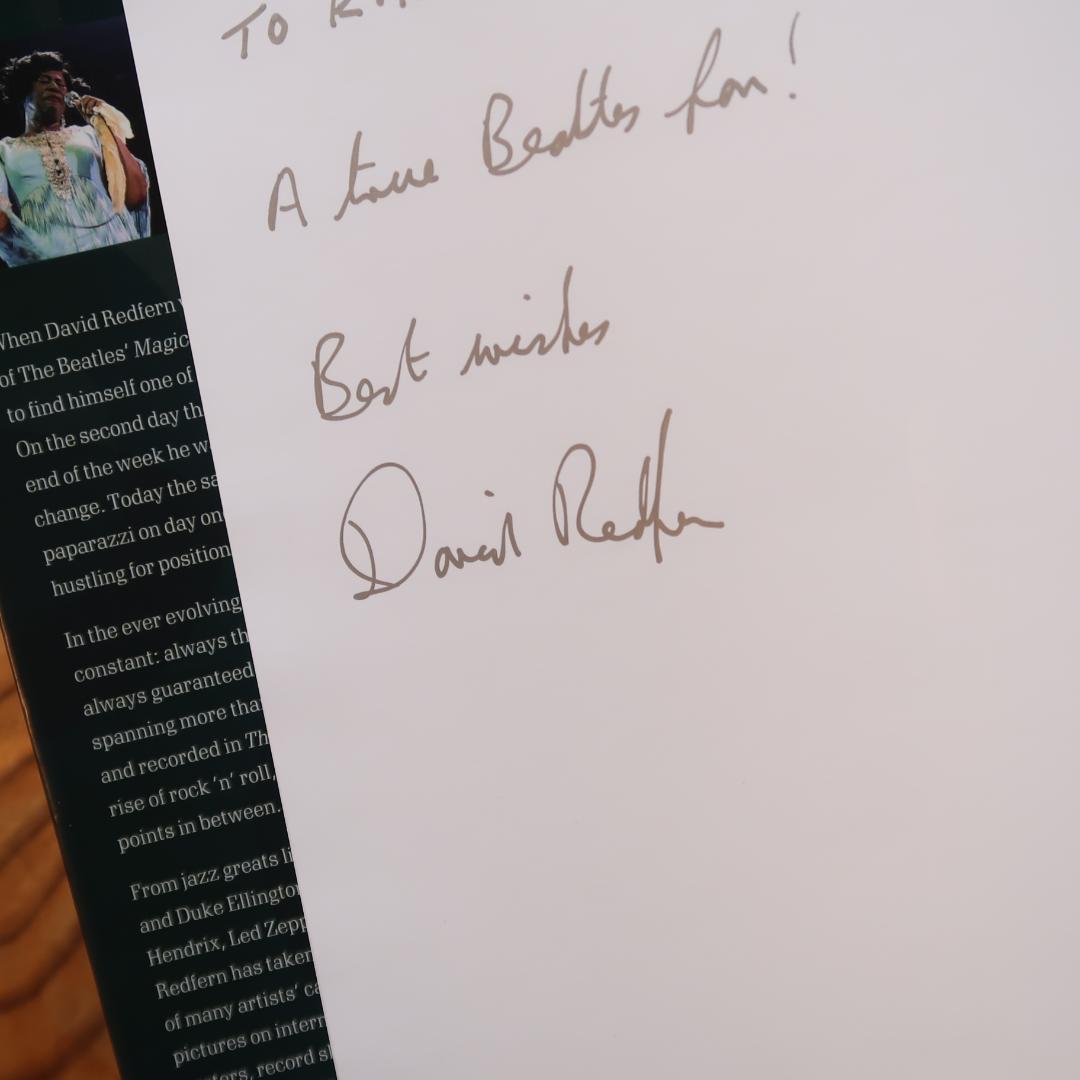 TO
A true Beatles fan!
Best wishes
David Redfern
When David Redfern
of The Beatles' Magic
to find himself one of
On the second day th
end of the week he w
change. Today the sa
paparazzi on day on
hustling for position
In the ever evolving
constant: always th
always guaranteed
spanning more tha
and recorded in Th
rise of rock 'n' roll,
points in between.
From jazz greats li
and Duke Ellington
Hendrix, Led Zepp
Redfern has taken
of many artists' ca
pictures on intern
record sl